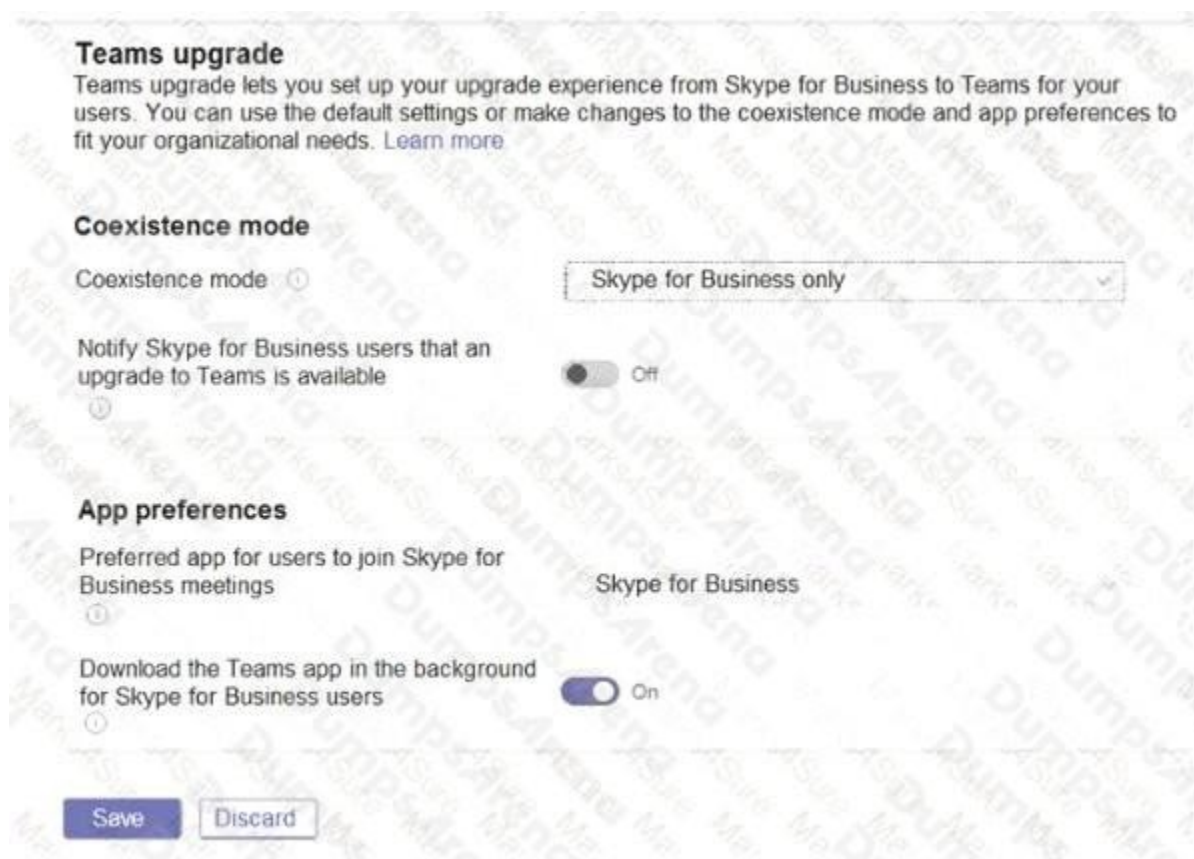 Teams upgrade
Teams upgrade lets you set up your upgrade experience from Skype for Business to Teams for your
users. You can use the default settings or make changes to the coexistence mode and app preferences to
fit your organizational needs. Learn more
Coexistence mode
Coexistence mode
Skype for Business only
Notify Skype for Business users that an
upgrade to Teams is available
Off
App preferences
Preferred app for users to join Skype for
Business meetings
Skype for Business
Download the Teams app in the background
for Skype for Business users
On
Save
Discard
DumpsArena
Marks4Sure